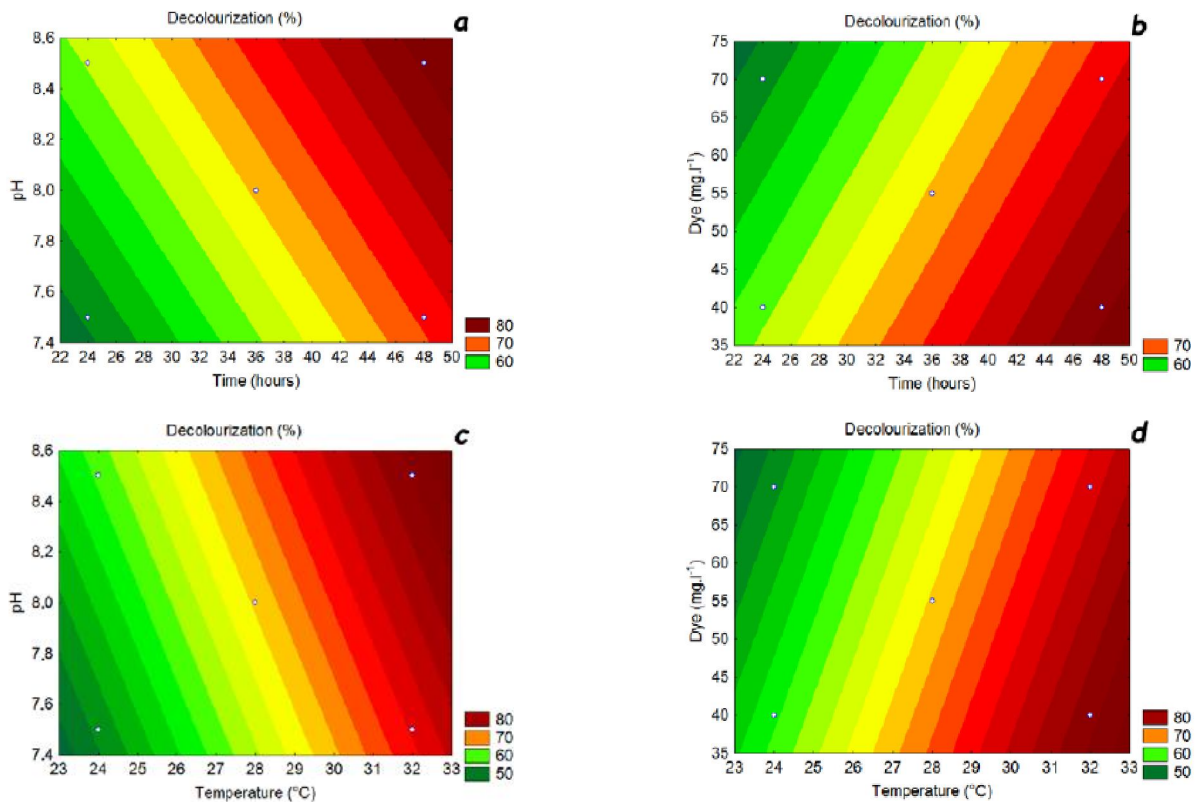 Decolourization (%) a
8.6
8.4
8.2
8.0
7.8
7.6
7.4
pH
22 24 26 28 30 32 34 36 38 40 42 44 46 48 50
Time (hours)
80
70
60
Decolourization (%) b
75
70
65
60
55
50
45
40
35
Dye (mg.l⁻¹)
22 24 26 28 30 32 34 36 38 40 42 44 46 48 50
Time (hours)
70
60
Decolourization (%) c
8.6
8.4
8.2
8.0
7.8
7.6
7.4
pH
23 24 25 26 27 28 29 30 31 32 33
Temperature (°C)
80
70
60
50
Decolourization (%) d
75
70
65
60
55
50
45
40
35
Dye (mg.l⁻¹)
23 24 25 26 27 28 29 30 31 32 33
Temperature (°C)
80
70
60
50